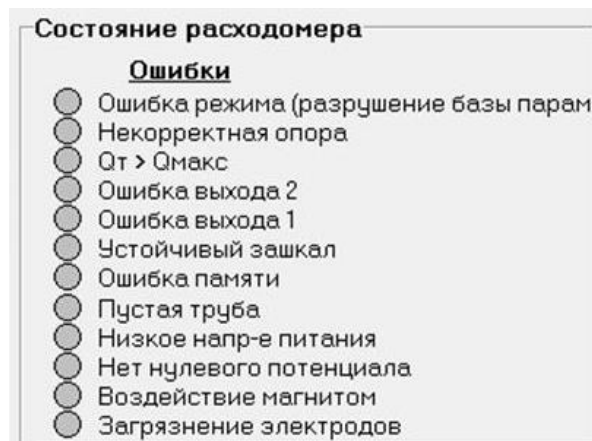 Состояние расходомера
Ошибки
Ошибка режима (разрушение базы парам
Некорректная опора
Qт > Qмакс
Ошибка выхода 2
Ошибка выхода 1
Устойчивый зашкал
Ошибка памяти
Пустая труба
Низкое напр-е питания
Нет нулевого потенциала
Воздействие магнитом
Загрязнение электродов